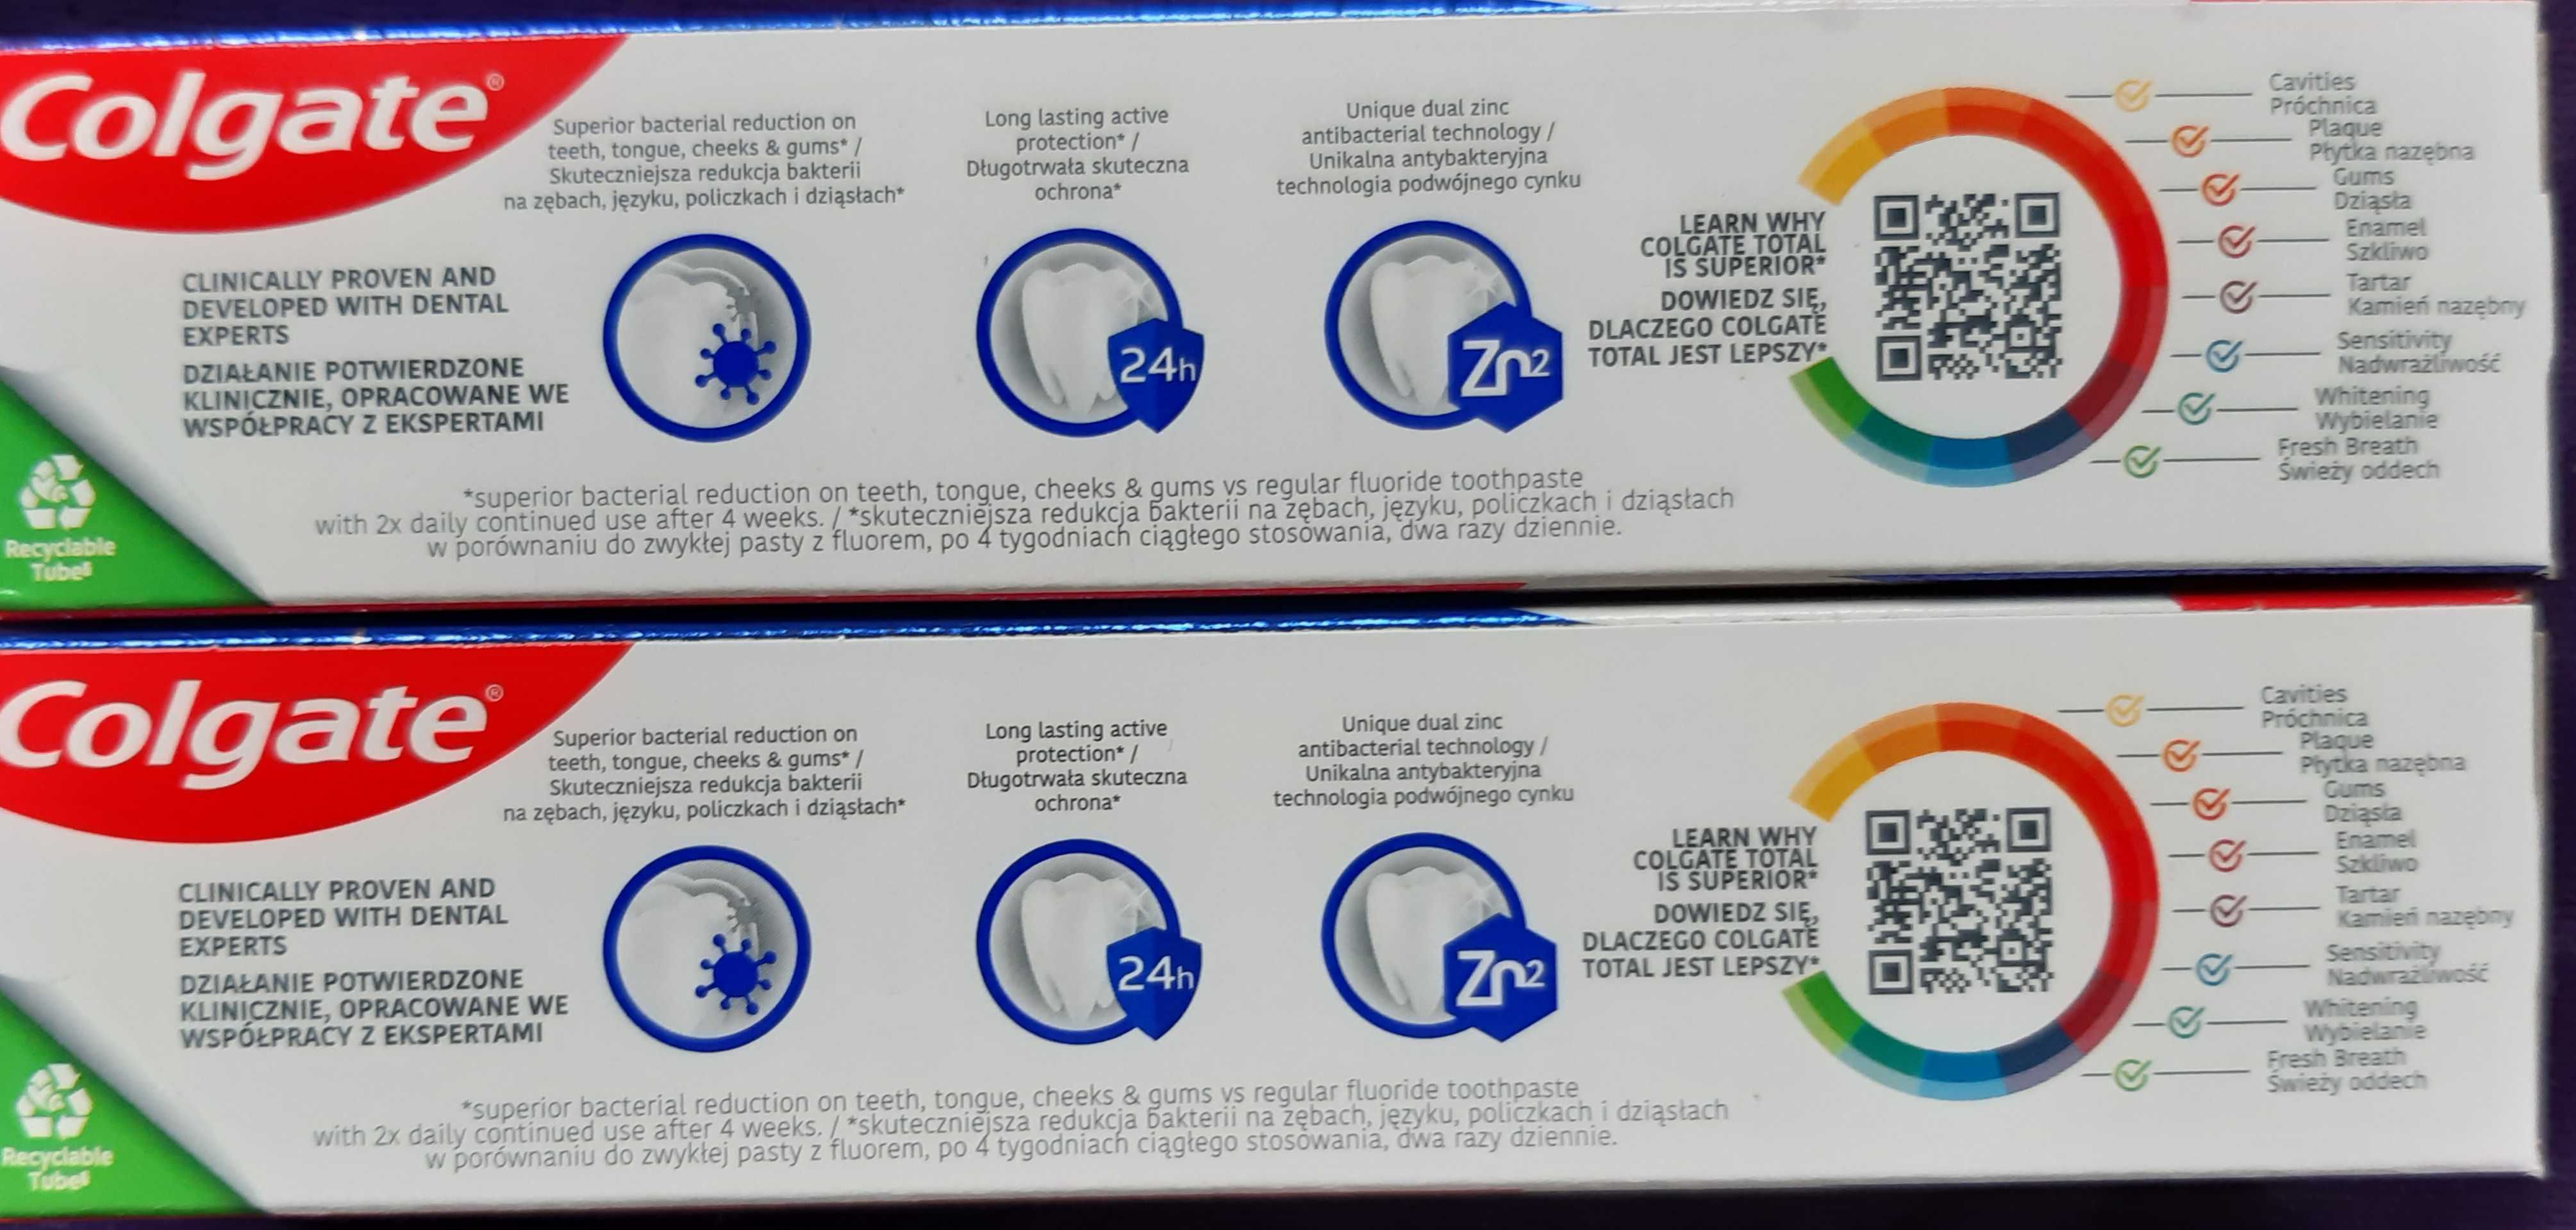 Colgate®
Superior bacterial reduction on
teeth, tongue, cheeks & gums* /
Skuteczniejsza redukcja bakterii
na zębach, języku, policzkach i dziąsłach*
Long lasting active
protection* /
Długotrwała skuteczna
ochrona*
Unique dual zinc
antibacterial technology /
Unikalna antybakteryjna
technologia podwójnego cynku
CLINICALLY PROVEN AND
DEVELOPED WITH DENTAL
EXPERTS
DZIAŁANIE POTWIERDZONE
KLINICZNIE, OPRACOWANE WE
WSPÓŁPRACY Z EKSPERTAMI
24h
Zn2
LEARN WHY
COLGATE TOTAL
IS SUPERIOR*
DOWIEDZ SIĘ,
DLACZEGO COLGATE
TOTAL JEST LEPSZY*
Cavities
Próchnica
Plaque
Płytka nazębna
Gums
Dziąsła
Enamel
Szkliwo
Tartar
Kamień nazębny
Sensitivity
Nadwrażliwość
Whitening
Wybielanie
Fresh Breath
Świeży oddech
Recyclable
Tube§
*superior bacterial reduction on teeth, tongue, cheeks & gums vs regular fluoride toothpaste
with 2x daily continued use after 4 weeks. / *skuteczniejsza redukcja bakterii na zębach, języku, policzkach i dziąsłach
w porównaniu do zwykłej pasty z fluorem, po 4 tygodniach ciągłego stosowania, dwa razy dziennie.
Colgate®
Superior bacterial reduction on
teeth, tongue, cheeks & gums* /
Skuteczniejsza redukcja bakterii
na zębach, języku, policzkach i dziąsłach*
Long lasting active
protection* /
Długotrwała skuteczna
ochrona*
Unique dual zinc
antibacterial technology /
Unikalna antybakteryjna
technologia podwójnego cynku
CLINICALLY PROVEN AND
DEVELOPED WITH DENTAL
EXPERTS
DZIAŁANIE POTWIERDZONE
KLINICZNIE, OPRACOWANE WE
WSPÓŁPRACY Z EKSPERTAMI
24h
Zn2
LEARN WHY
COLGATE TOTAL
IS SUPERIOR*
DOWIEDZ SIĘ,
DLACZEGO COLGATE
TOTAL JEST LEPSZY*
Cavities
Próchnica
Plaque
Płytka nazębna
Gums
Dziąsła
Enamel
Szkliwo
Tartar
Kamień nazębny
Sensitivity
Nadwrażliwość
Whitening
Wybielanie
Fresh Breath
Świeży oddech
Recyclable
Tube§
*superior bacterial reduction on teeth, tongue, cheeks & gums vs regular fluoride toothpaste
with 2x daily continued use after 4 weeks. / *skuteczniejsza redukcja bakterii na zębach, języku, policzkach i dziąsłach
w porównaniu do zwykłej pasty z fluorem, po 4 tygodniach ciągłego stosowania, dwa razy dziennie.